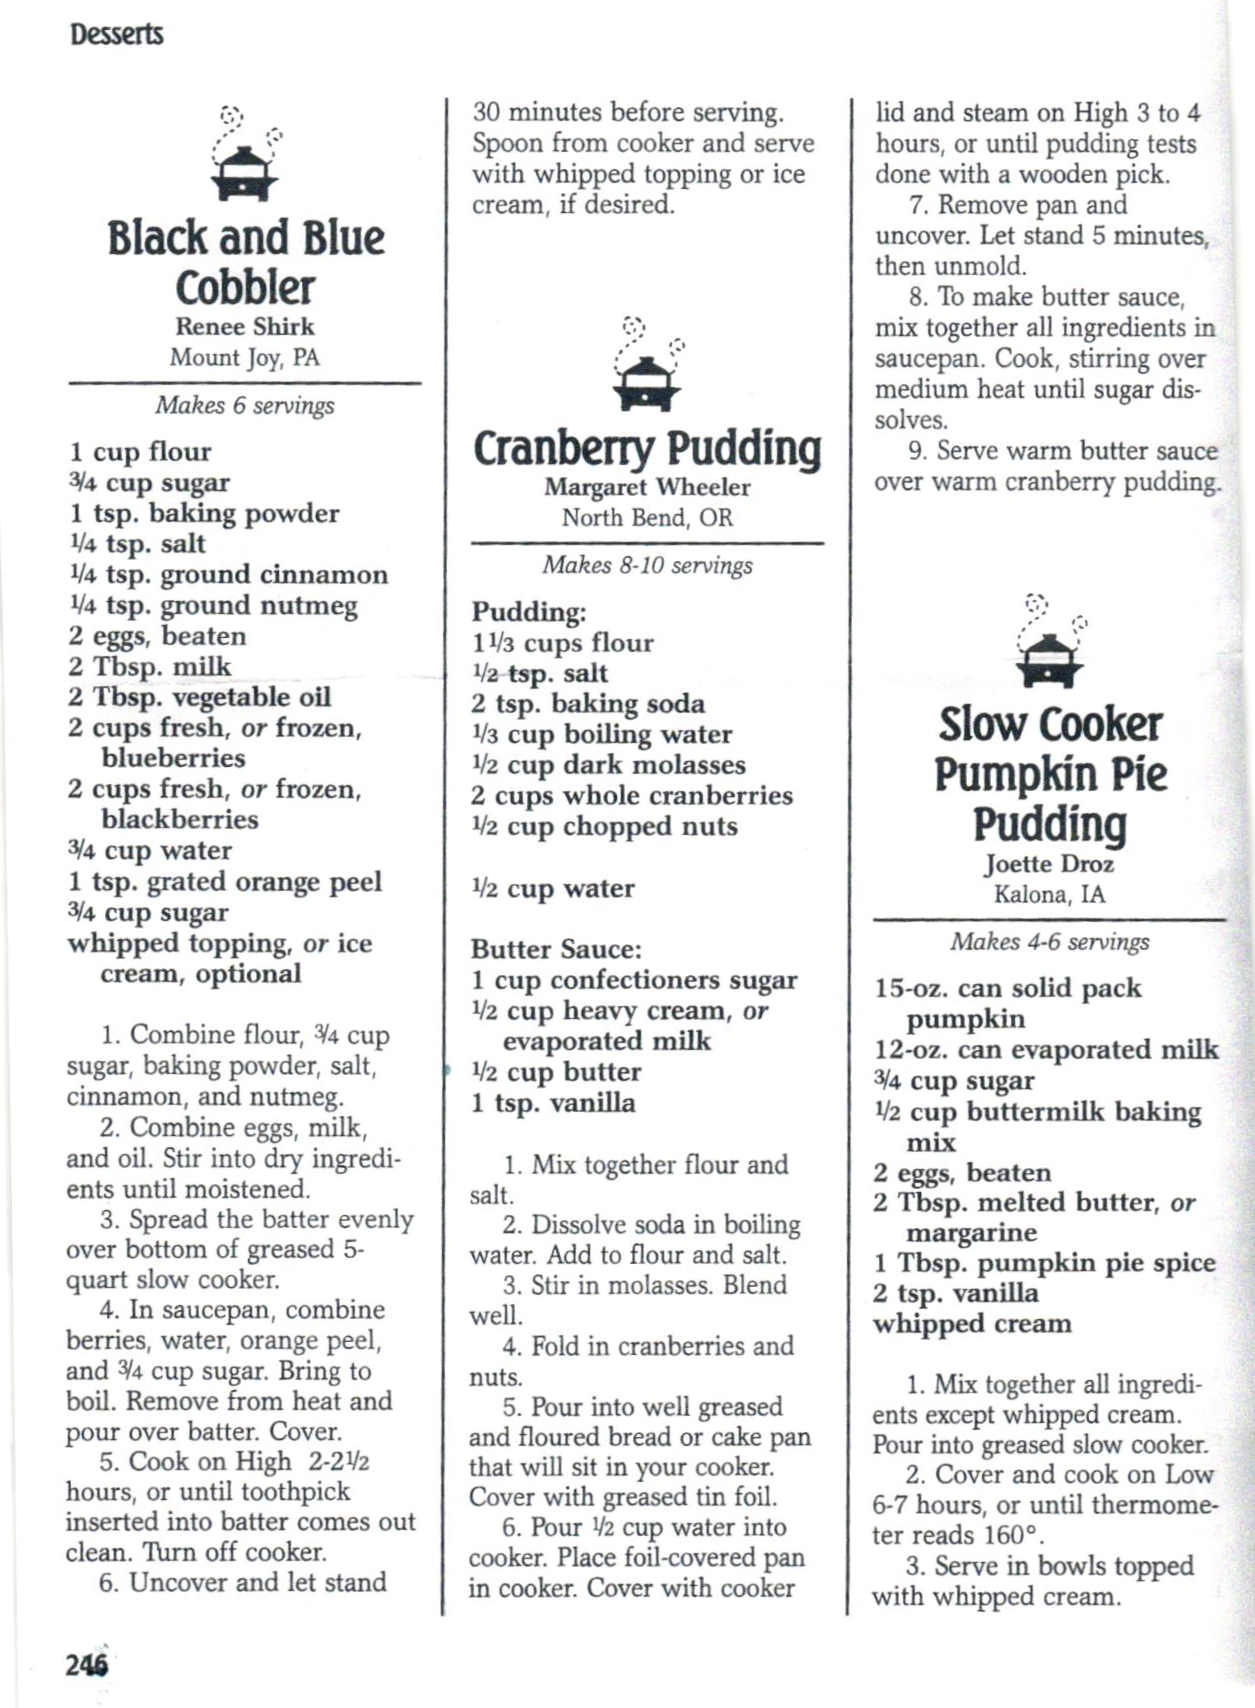 Desserts
Black and Blue
Cobbler
Renee Shirk
Mount Joy, PA
Makes 6 servings
1 cup flour
3/4 cup sugar
1 tsp. baking powder
1/4 tsp. salt
1/4 tsp. ground cinnamon
1/4 tsp. ground nutmeg
2 eggs, beaten
2 Tbsp. milk
2 Tbsp. vegetable oil
2 cups fresh, or frozen,
blueberries
2 cups fresh, or frozen,
blackberries
3/4 cup water
1 tsp. grated orange peel
3/4 cup sugar
whipped topping, or ice
cream, optional
1. Combine flour, 3/4 cup
sugar, baking powder, salt,
cinnamon, and nutmeg.
2. Combine eggs, milk,
and oil. Stir into dry ingredi-
ents until moistened.
3. Spread the batter evenly
over bottom of greased 5-
quart slow cooker.
4. In saucepan, combine
berries, water, orange peel,
and 3/4 cup sugar. Bring to
boil. Remove from heat and
pour over batter. Cover.
5. Cook on High 2-2 1/2
hours, or until toothpick
inserted into batter comes out
clean. Turn off cooker.
6. Uncover and let stand
30 minutes before serving.
Spoon from cooker and serve
with whipped topping or ice
cream, if desired.
Cranberry Pudding
Margaret Wheeler
North Bend, OR
Makes 8-10 servings
Pudding:
1 1/3 cups flour
1/2 tsp. salt
2 tsp. baking soda
1/3 cup boiling water
1/2 cup dark molasses
2 cups whole cranberries
1/2 cup chopped nuts
1/2 cup water
Butter Sauce:
1 cup confectioners sugar
1/2 cup heavy cream, or
evaporated milk
1/2 cup butter
1 tsp. vanilla
1. Mix together flour and
salt.
2. Dissolve soda in boiling
water. Add to flour and salt.
3. Stir in molasses. Blend
well.
4. Fold in cranberries and
nuts.
5. Pour into well greased
and floured bread or cake pan
that will sit in your cooker.
Cover with greased tin foil.
6. Pour 1/2 cup water into
cooker. Place foil-covered pan
in cooker. Cover with cooker
lid and steam on High 3 to 4
hours, or until pudding tests
done with a wooden pick.
7. Remove pan and
uncover. Let stand 5 minutes,
then unmold.
8. To make butter sauce,
mix together all ingredients in
saucepan. Cook, stirring over
medium heat until sugar dis-
solves.
9. Serve warm butter sauce
over warm cranberry pudding.
Slow Cooker
Pumpkin Pie
Pudding
Joette Droz
Kalona, IA
Makes 4-6 servings
15-oz. can solid pack
pumpkin
12-oz. can evaporated milk
3/4 cup sugar
1/2 cup buttermilk baking
mix
2 eggs, beaten
2 Tbsp. melted butter, or
margarine
1 Tbsp. pumpkin pie spice
2 tsp. vanilla
whipped cream
1. Mix together all ingredi-
ents except whipped cream.
Pour into greased slow cooker.
2. Cover and cook on Low
6-7 hours, or until thermome-
ter reads 160°.
3. Serve in bowls topped
with whipped cream.
246